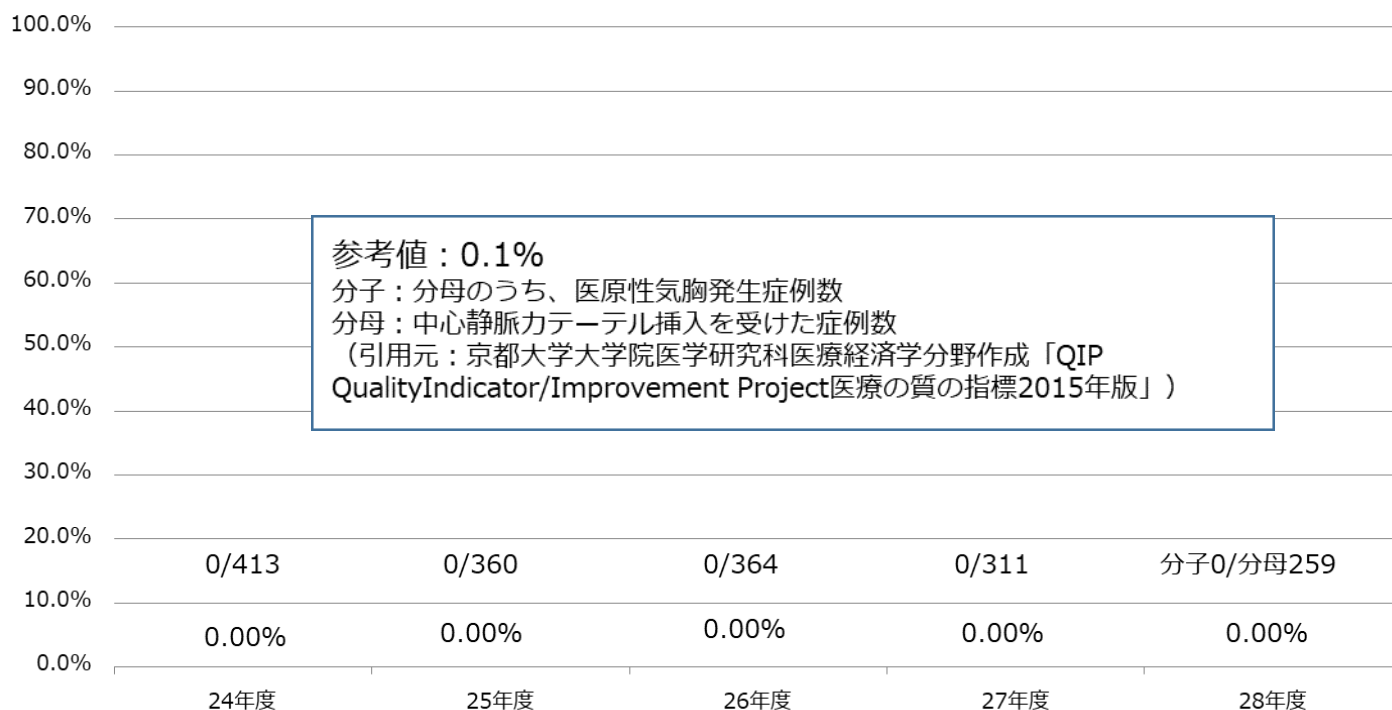 100.0%
90.0%
80.0%
70.0%
60.0%
50.0%
40.0%
30.0%
20.0%
10.0%
0.0%
参考値：0.1%
分子：分母のうち、医原性気胸発生症例数
分母：中心静脈カテーテル挿入を受けた症例数
（引用元：京都大学大学院医学研究科医療経済学分野作成「QIP
QualityIndicator/Improvement Project医療の質の指標2015年版」）
0/413 0/360 0/364 0/311 分子0/分母259
0.00% 0.00% 0.00% 0.00% 0.00%
24年度 25年度 26年度 27年度 28年度